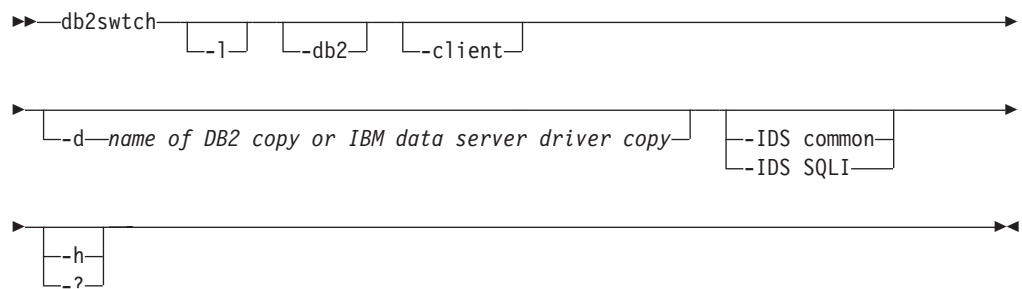 db2swtch
-l -db2 -client
-d name of DB2 copy or IBM data server driver copy -IDS common
-IDS SQLI
-h
-?